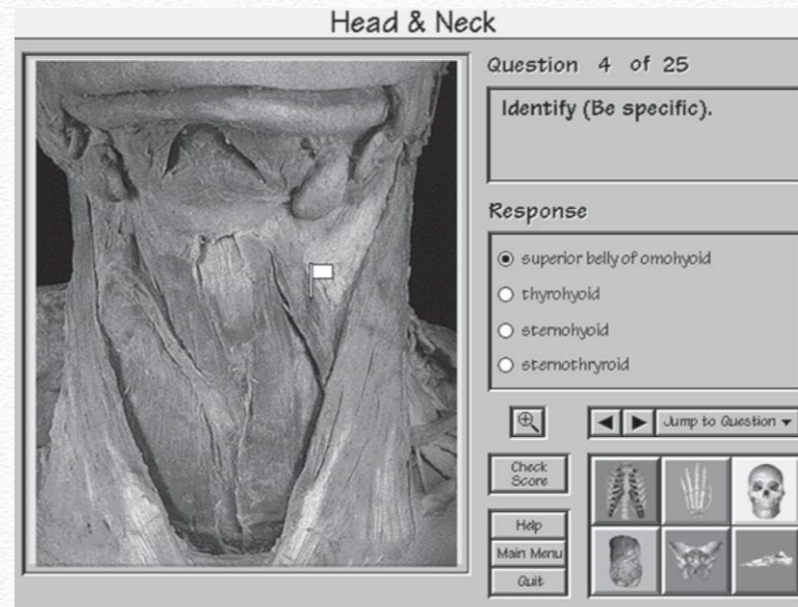 Head & Neck
Question 4 of 25
Identify (Be specific).
Response
superior belly of omohyoid
thyrohyoid
sternohyoid
sternothryroid
Jump to Question
Check
Score
Help
Main Menu
Quit